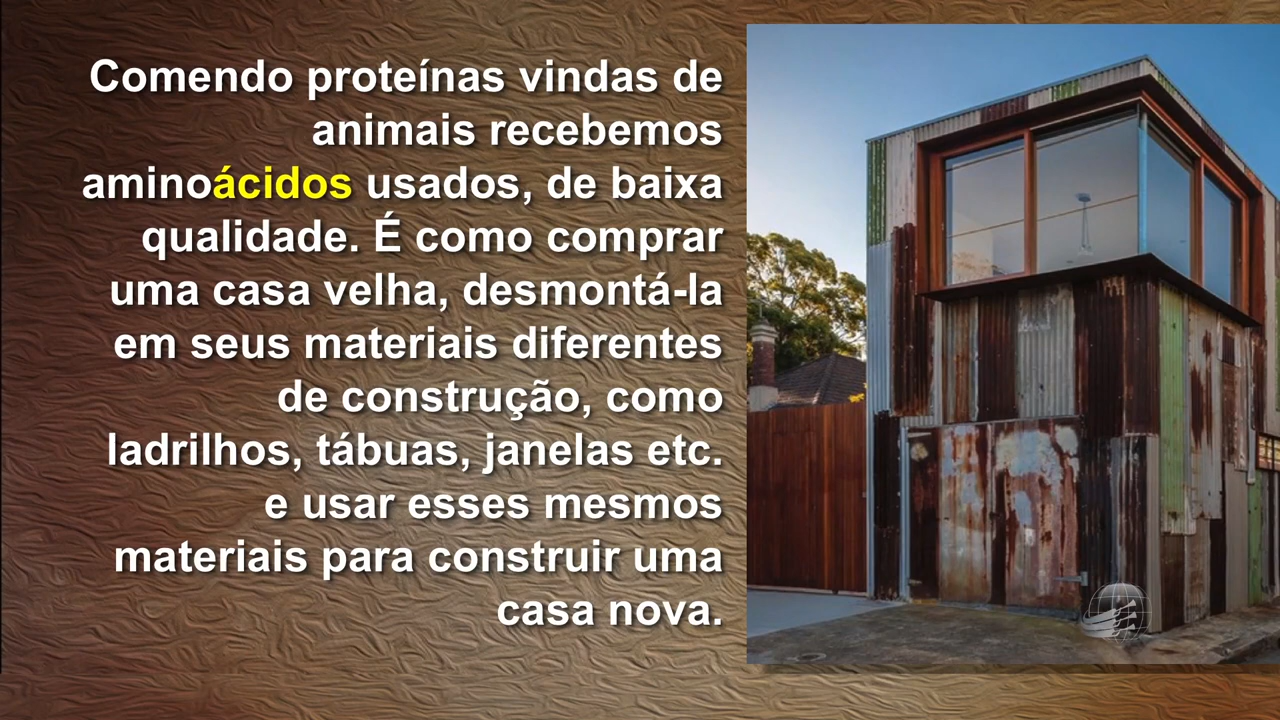 Comendo proteínas vindas de
animais recebemos
aminoácidos usados, de baixa
qualidade. É como comprar
uma casa velha, desmontá-la
em seus materiais diferentes
de construção, como
ladrilhos, tábuas, janelas etc.
e usar esses mesmos
materiais para construir uma
casa nova.